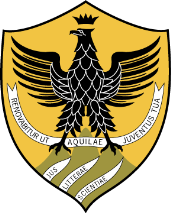 RENOVABITUR UT
AQUILAE
JUVENTUS TUA
IUS
LITTERAE
SCIENTIAE